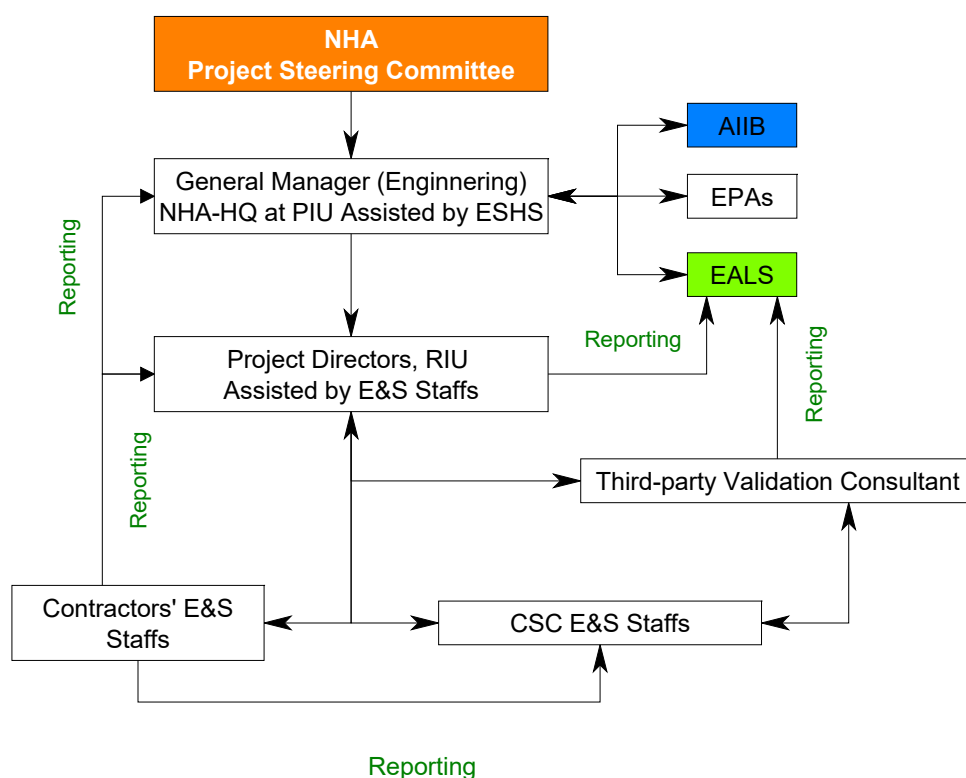 NHA
Project Steering Committee
AIIB
General Manager (Enginnering)
NHA-HQ at PIU Assisted by ESHS
EPAs
Reporting
EALS
Reporting
Project Directors, RIU
Assisted by E&S Staffs
Reporting
Reporting
Third-party Validation Consultant
Contractors' E&S
Staffs
CSC E&S Staffs
Reporting